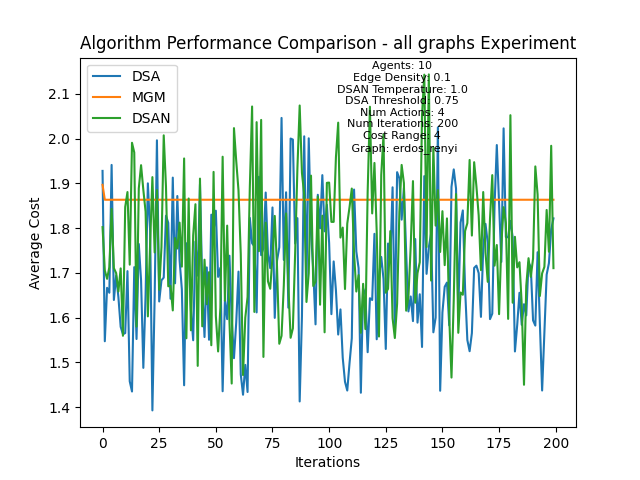 Algorithm Performance Comparison - all graphs Experiment
DSA
MGM
DSAN
Agents: 10
Edge Density: 0.1
DSAN Temperature: 1.0
DSA Threshold: 0.75
Num Actions: 4
Num Iterations: 200
Cost Range: 4
Graph: erdos_renyi
Average Cost
2.1
2.0
1.9
1.8
1.7
1.6
1.5
1.4
0
25
50
75
100
125
150
175
200
Iterations